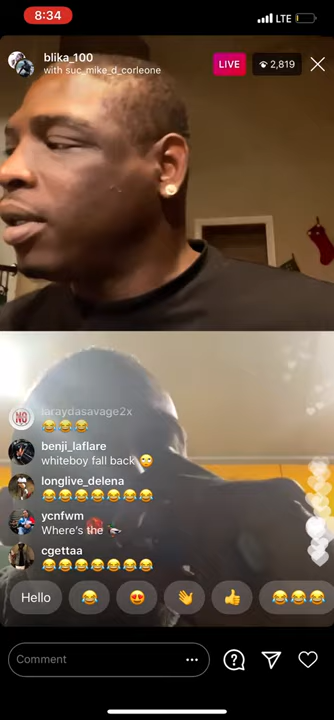 8:34
LTE
blika_100
with suc_mike_d_corleone
LIVE
2,819
laraydasavage2x
NO
😂😂😂
benji_laflare
whiteboy fall back 🙄
longlive_delena
😂😂😂😂😂😂😂
ycnfwm
Where's the
cgettaa
😂😂😂😂😂😂😂
Hello 😂 😍 👋 👍 😂😂😂
Comment